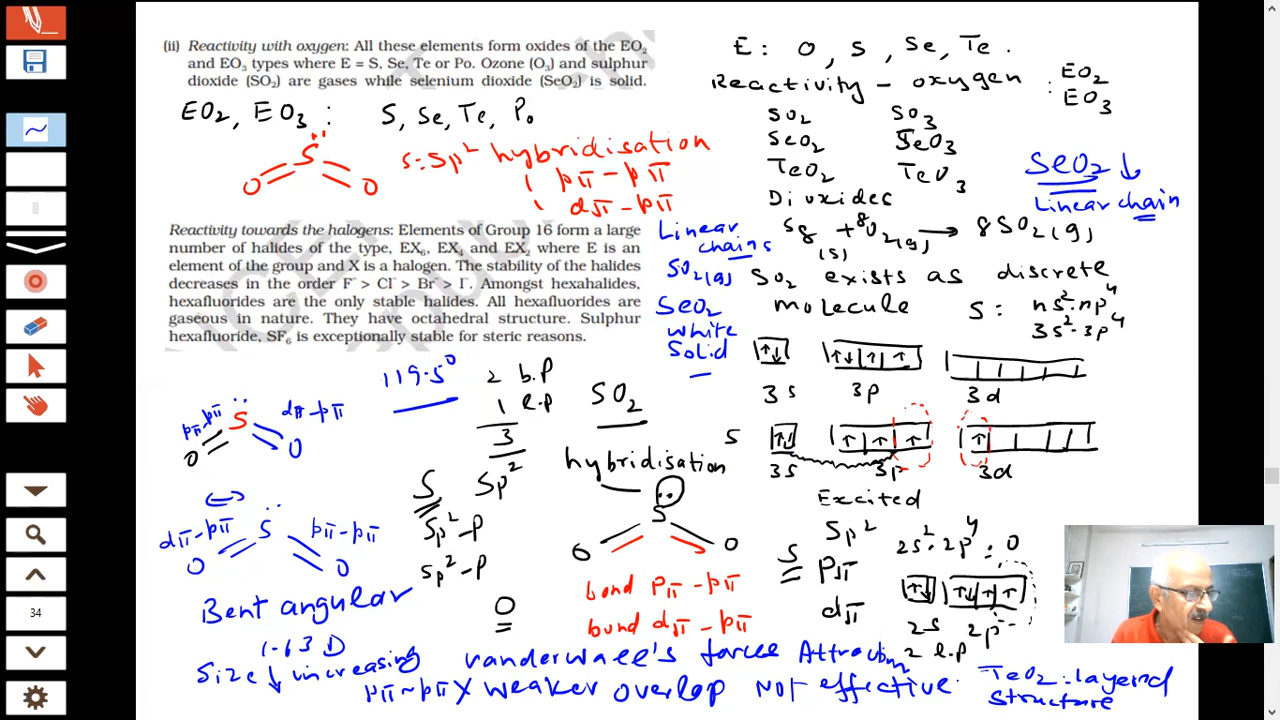 (ii) Reactivity with oxygen: All these elements form oxides of the EO2
and EO3 types where E = S, Se, Te or Po. Ozone (O3) and sulphur
dioxide (SO2) are gases while selenium dioxide (SeO2) is solid.
EO2, EO3 : S, Se, Te, Po
S
O O
S: Sp² hybridisation
pπ-pπ
dπ-pπ
Reactivity towards the halogens: Elements of Group 16 form a large
number of halides of the type, EX6, EX4 and EX2 where E is an
element of the group and X is a halogen. The stability of the halides
decreases in the order F⁻ > Cl⁻ > Br⁻ > I⁻. Amongst hexahalides,
hexafluorides are the only stable halides. All hexafluorides are
gaseous in nature. They have octahedral structure. Sulphur
hexafluoride, SF6 is exceptionally stable for steric reasons.
E: O, S, Se, Te.
Reactivity - oxygen : EO2
EO3
SO2 SO3
SeO2 SeO3
TeO2 TeO3
SeO2 ↓
Linear chain
Dioxides
S8 + 8O2(g) → 8SO2(g)
(s)
Linear
chains
SO2(g)
SeO2
white
Solid
SO2 exists as discrete
molecule S: ns²·np⁴
3s²·3p⁴
3s 3p 3d
S
3s 3p 3d
Excited
Sp²
S pπ
dπ
2s²·2p⁴ : O
2s 2p
2 l.p
119.5°
2 b.p
1 l.p
3
Sp²
SO2
hybridisation
S
O O
bond pπ-pπ
bound dπ-pπ
pπ-pπ S dπ-pπ
O O
S
Sp²-p
Sp²-p
O
dπ-pπ S pπ-pπ
O O
Bent angular
1.63 D
Size ↓ increasing vanderwall's forces Attraction
pπ-pπ X weaker overlop Not effective.
TeO2 - layered
structure
34